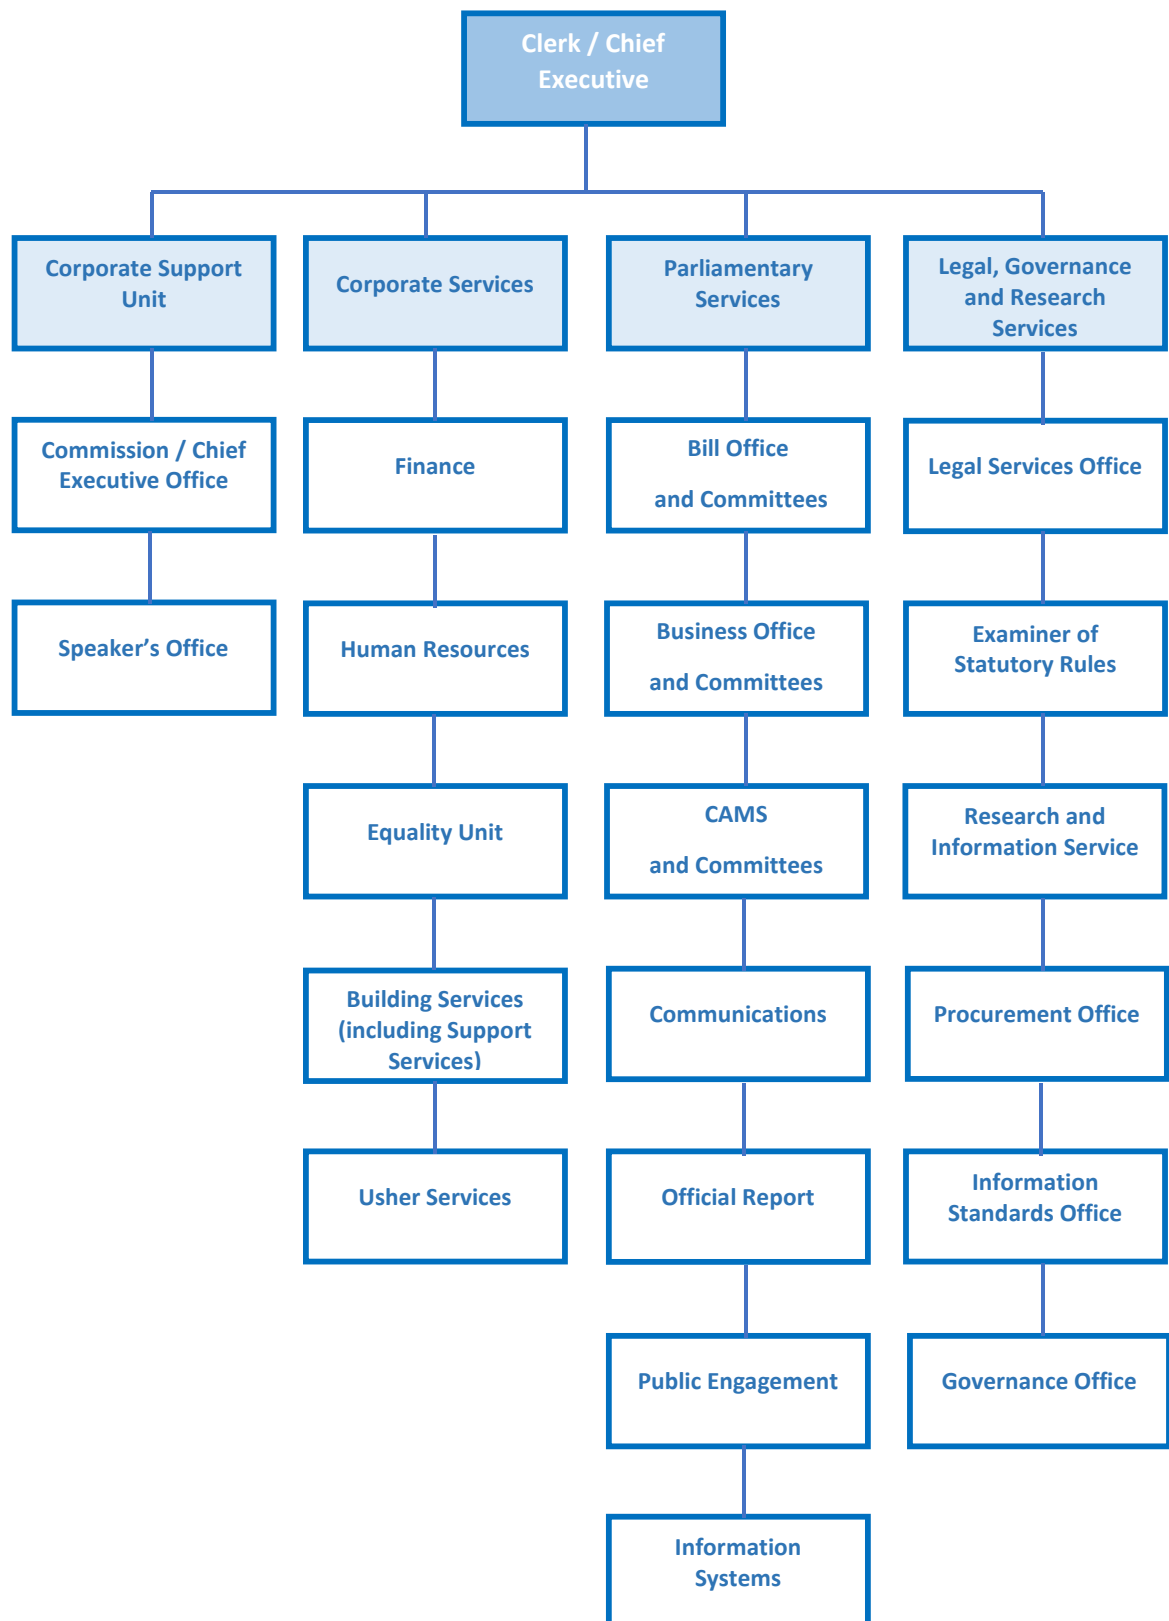 Clerk / Chief
Executive
Corporate Support
Unit
Corporate Services
Parliamentary
Services
Legal, Governance
and Research
Services
Commission / Chief
Executive Office
Finance
Bill Office
and Committees
Legal Services Office
Speaker’s Office
Human Resources
Business Office
and Committees
Examiner of
Statutory Rules
Equality Unit
CAMS
and Committees
Research and
Information Service
Building Services
(including Support
Services)
Communications
Procurement Office
Usher Services
Official Report
Information
Standards Office
Public Engagement
Governance Office
Information
Systems